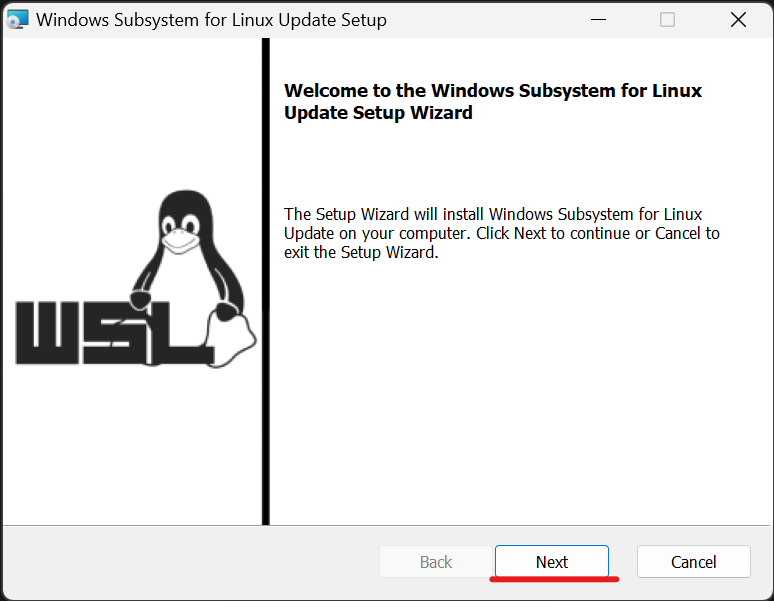 Windows Subsystem for Linux Update Setup
Welcome to the Windows Subsystem for Linux
Update Setup Wizard
The Setup Wizard will install Windows Subsystem for Linux
Update on your computer. Click Next to continue or Cancel to
exit the Setup Wizard.
WSL
Back
Next
Cancel